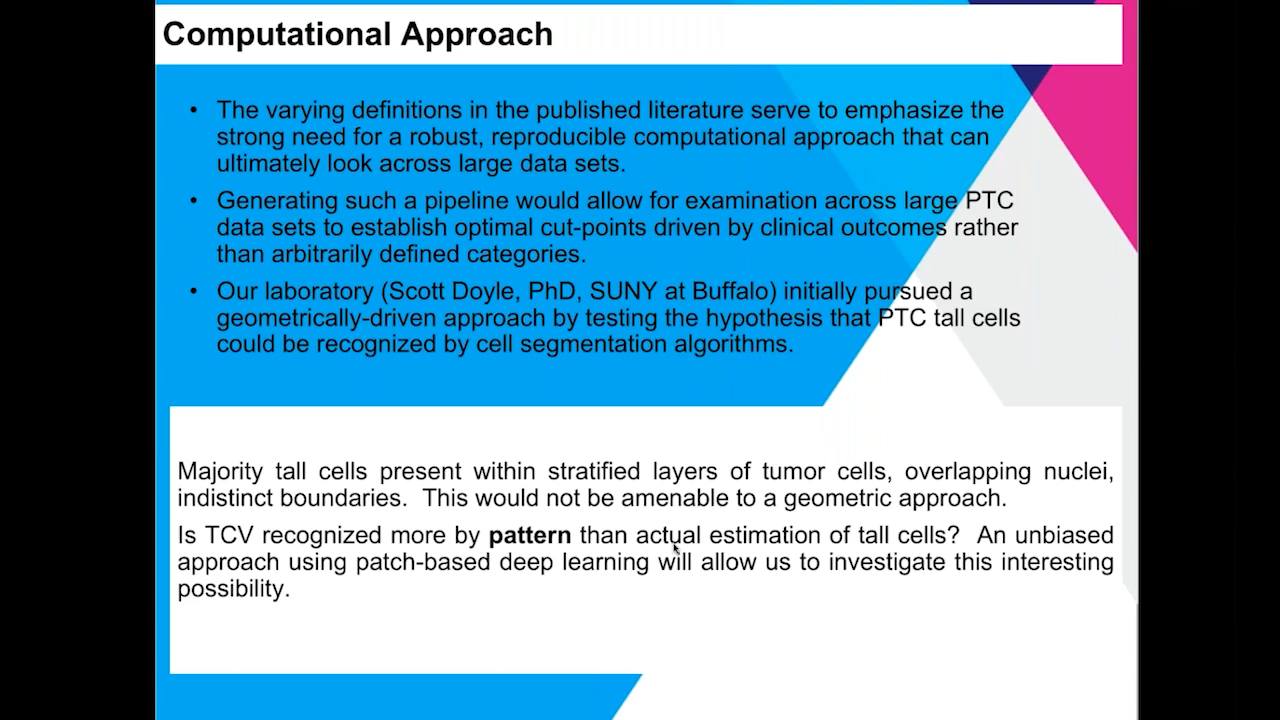 Computational Approach
• The varying definitions in the published literature serve to emphasize the
strong need for a robust, reproducible computational approach that can
ultimately look across large data sets.
• Generating such a pipeline would allow for examination across large PTC
data sets to establish optimal cut-points driven by clinical outcomes rather
than arbitrarily defined categories.
• Our laboratory (Scott Doyle, PhD, SUNY at Buffalo) initially pursued a
geometrically-driven approach by testing the hypothesis that PTC tall cells
could be recognized by cell segmentation algorithms.
Majority tall cells present within stratified layers of tumor cells, overlapping nuclei,
indistinct boundaries. This would not be amenable to a geometric approach.
Is TCV recognized more by pattern than actual estimation of tall cells? An unbiased
approach using patch-based deep learning will allow us to investigate this interesting
possibility.